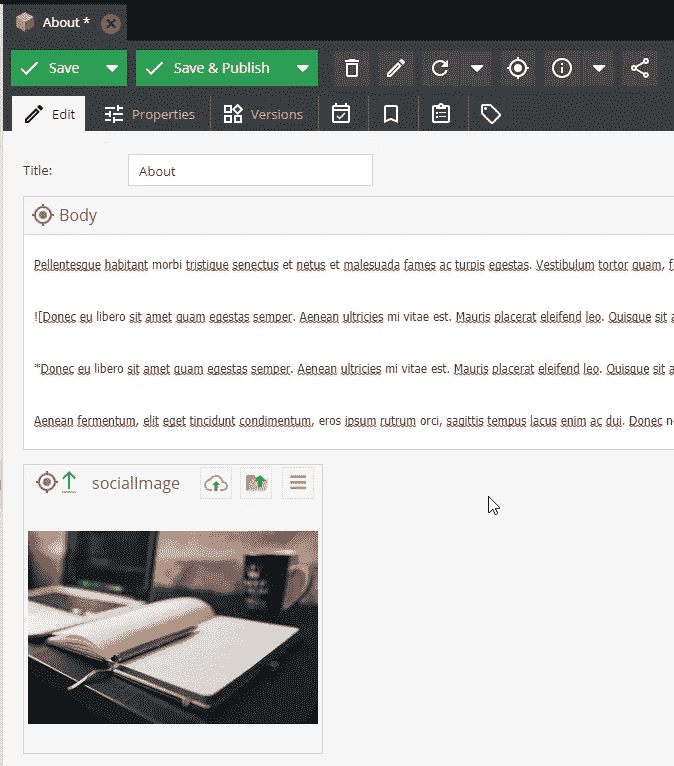 About *
Save
Save & Publish
Edit
Properties
Versions
Title:
About
Body
Pellentesque habitant morbi tristique senectus et netus et malesuada fames ac turpis egestas. Vestibulum tortor quam, f
![Donec eu libero sit amet quam egestas semper. Aenean ultricies mi vitae est. Mauris placerat eleifend leo. Quisque sit a
*Donec eu libero sit amet quam egestas semper. Aenean ultricies mi vitae est. Mauris placerat eleifend leo. Quisque sit a
Aenean fermentum, elit eget tincidunt condimentum, eros ipsum rutrum orci, sagittis tempus lacus enim ac dui. Donec n
socialImage